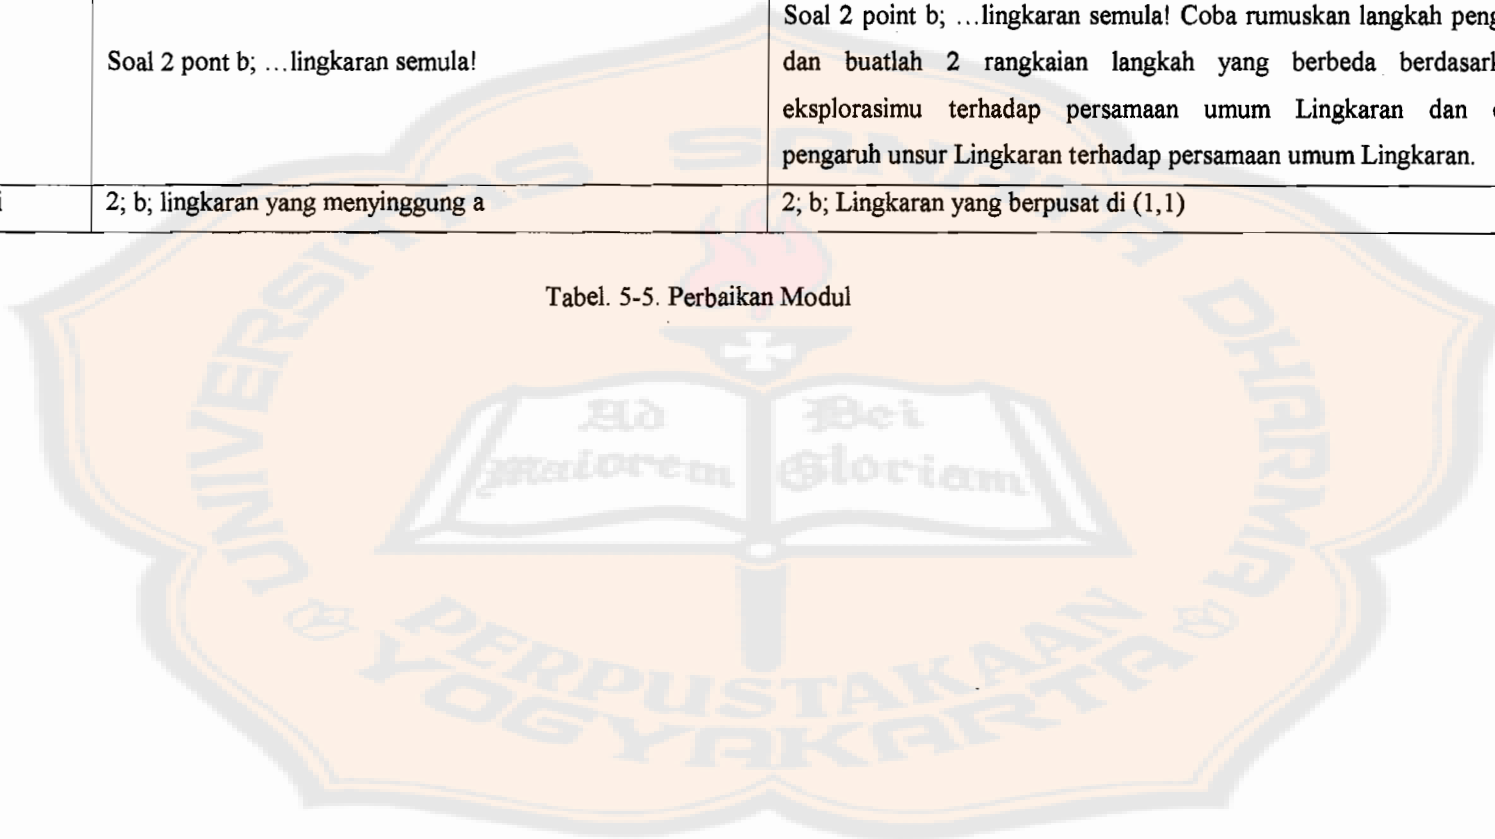 Soal 2 point b; …lingkaran semula! Coba rumuskan langkah
Soal 2 pont b; …lingkaran semula!
dan buatlah 2 rangkaian langkah yang berbeda
eksplorasimu terhadap persamaan umum Lingkaran dan
pengaruh unsur Lingkaran terhadap persamaan umum Lingkaran.
2; b; lingkaran yang menyinggung a
2; b; Lingkaran yang berpusat di (1,1)
Tabel. 5-5. Perbaikan Modul
UNIVERSITAS SANATA DHARMA
Ad Maiorem
Dei Gloriam
PERPUSTAKAAN
YOGYAKARTA